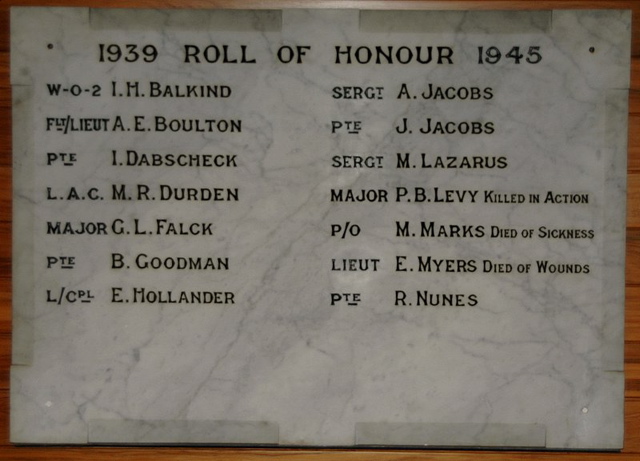 1939 ROLL OF HONOUR 1945
W-O-2 I. H. BALKIND
FLT/LIEUT A. E. BOULTON
PTE I. DABSCHECK
L.A.C. M. R. DURDEN
MAJOR G. L. FALCK
PTE B. GOODMAN
L/CPL E. HOLLANDER
SERGT A. JACOBS
PTE J. JACOBS
SERGT M. LAZARUS
MAJOR P. B. LEVY KILLED IN ACTION
P/O M. MARKS DIED OF SICKNESS
LIEUT E. MYERS DIED OF WOUNDS
PTE R. NUNES